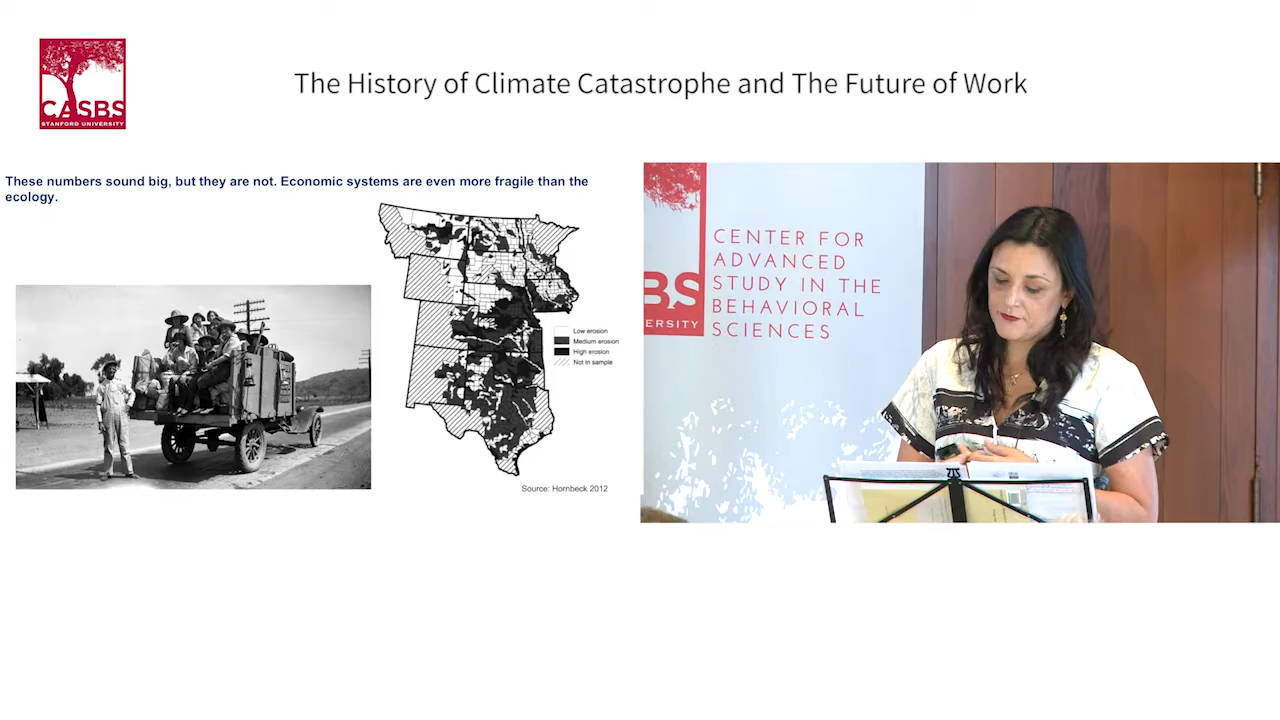 CASBS
STANFORD UNIVERSITY
The History of Climate Catastrophe and The Future of Work
These numbers sound big, but they are not. Economic systems are even more fragile than the
ecology.
Low erosion
Medium erosion
High erosion
Not in sample
Source: Hornbeck 2012
BS
ERSITY
CENTER FOR
ADVANCED
STUDY IN THE
BEHAVIORAL
SCIENCES